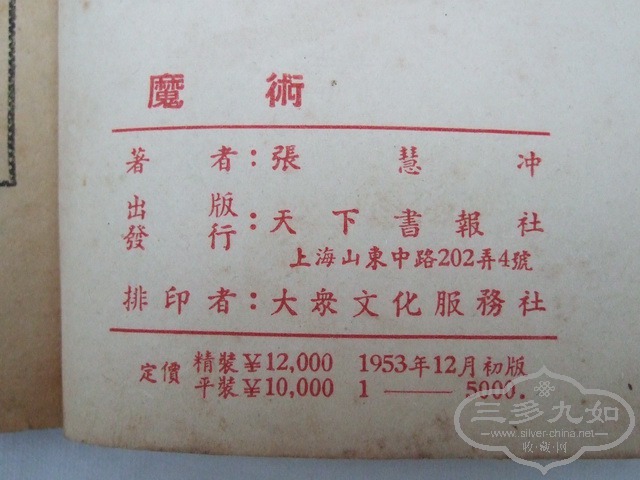 魔術
著者：張慧冲
出版
發行：天下書報社
上海山東中路202弄4號
排印者：大衆文化服務社
定價 精裝￥12,000 1953年12月初版
平裝￥10,000 1——5000.
三多九如
www.silver-china.net
收·藏·网